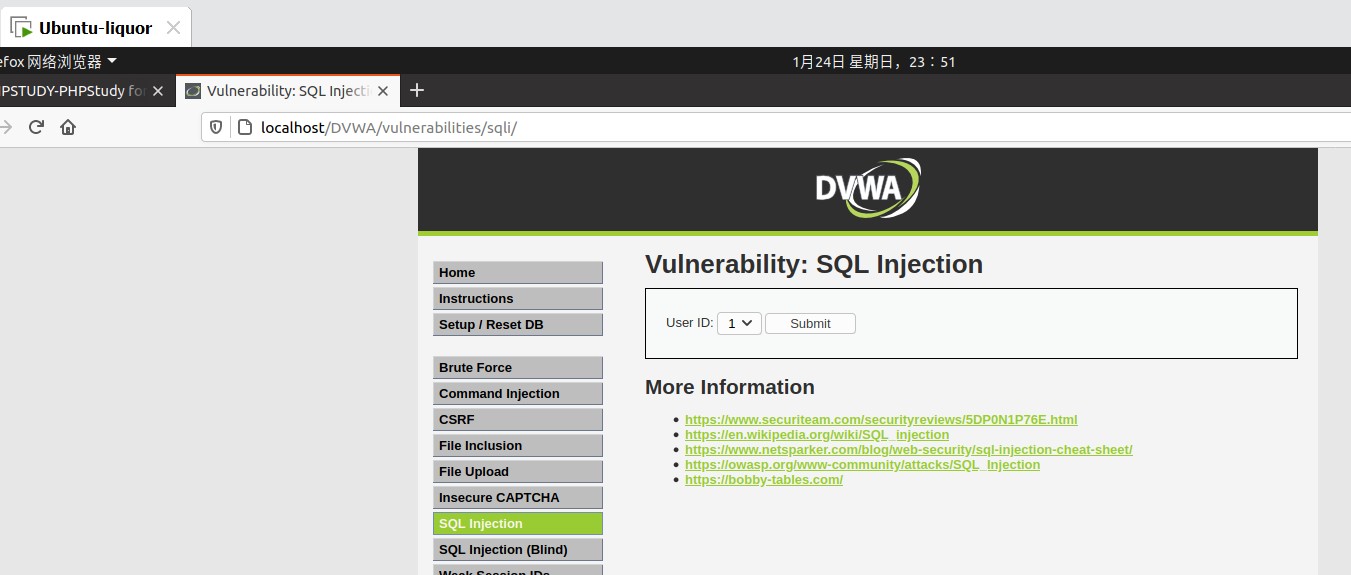 Ubuntu-liquor
efox 网络浏览器
1月24日 星期日，23：51
IPSTUDY-PHPStudy fo
Vulnerability: SQL Injecti
localhost/DVWA/vulnerabilities/sqli/
DVWA
Home
Instructions
Setup / Reset DB
Brute Force
Command Injection
CSRF
File Inclusion
File Upload
Insecure CAPTCHA
SQL Injection
SQL Injection (Blind)
Weak Session IDs
Vulnerability: SQL Injection
User ID: 1 Submit
More Information
https://www.securiteam.com/securityreviews/5DP0N1P76E.html
https://en.wikipedia.org/wiki/SQL_injection
https://www.netsparker.com/blog/web-security/sql-injection-cheat-sheet/
https://owasp.org/www-community/attacks/SQL_Injection
https://bobby-tables.com/